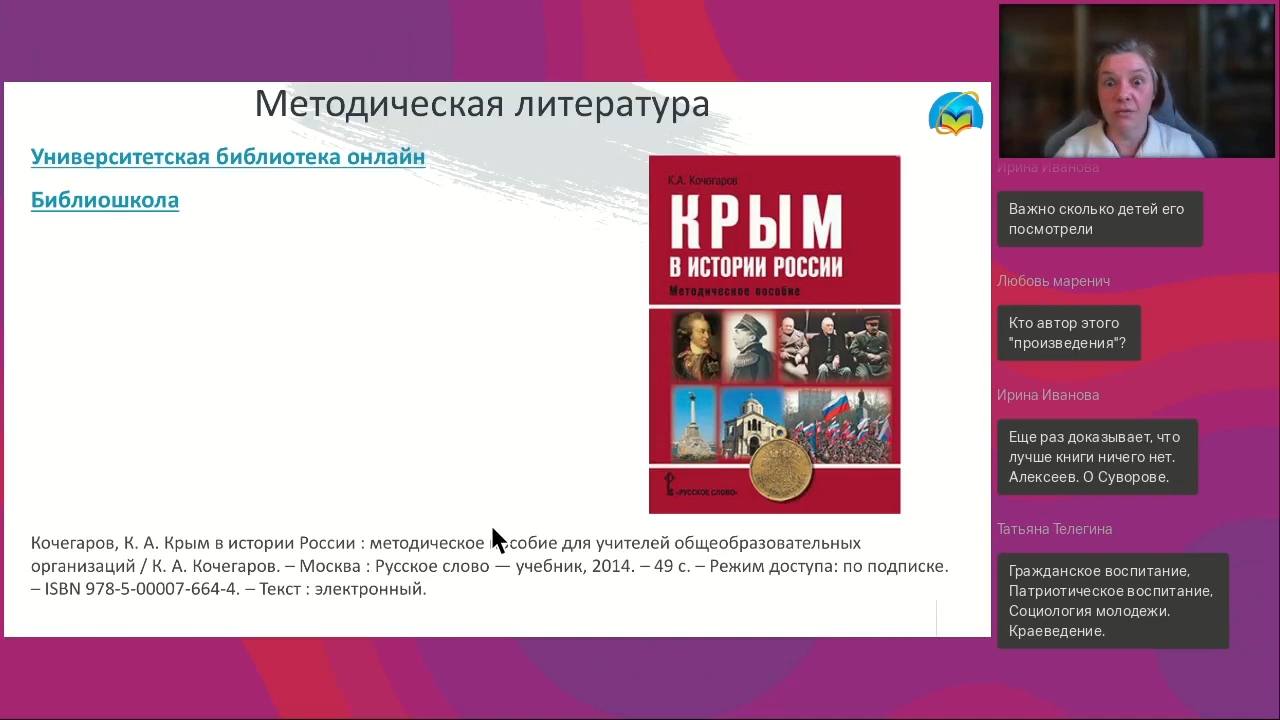 Методическая литература
Университетская библиотека онлайн
Библиошкола
К.А. Кочегаров
КРЫМ
В ИСТОРИИ РОССИИ
Методическое пособие
«РУССКОЕ СЛОВО»
Кочегаров, К. А. Крым в истории России : методическое пособие для учителей общеобразовательных
организаций / К. А. Кочегаров. – Москва : Русское слово — учебник, 2014. – 49 с. – Режим доступа: по подписке.
– ISBN 978-5-00007-664-4. – Текст : электронный.
Ирина Иванова
Важно сколько детей его
посмотрели
Любовь маренич
Кто автор этого
"произведения"?
Ирина Иванова
Еще раз доказывает, что
лучше книги ничего нет.
Алексеев. О Суворове.
Татьяна Телегина
Гражданское воспитание,
Патриотическое воспитание,
Социология молодежи.
Краеведение.